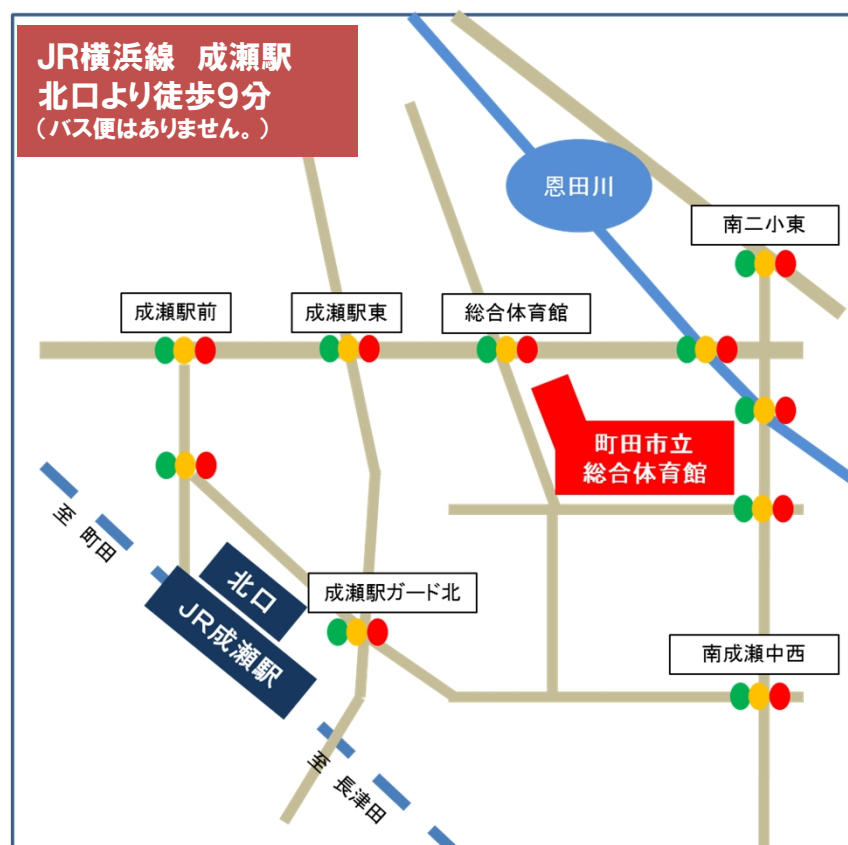 JR横浜線　成瀬駅
北口より徒歩9分
（バス便はありません。）
恩田川
南二小東
成瀬駅前
成瀬駅東
総合体育館
町田市立
総合体育館
至　町田
北口
JR成瀬駅
成瀬駅ガード北
南成瀬中西
至　長津田